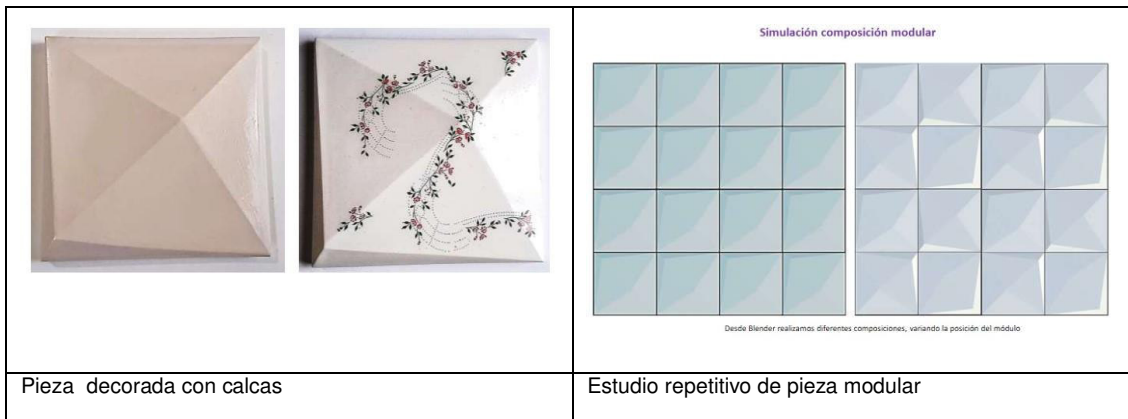 Simulación composición modular
Desde Blender realizamos diferentes composiciones, variando la posición del módulo
Pieza  decorada con calcas
Estudio repetitivo de pieza modular